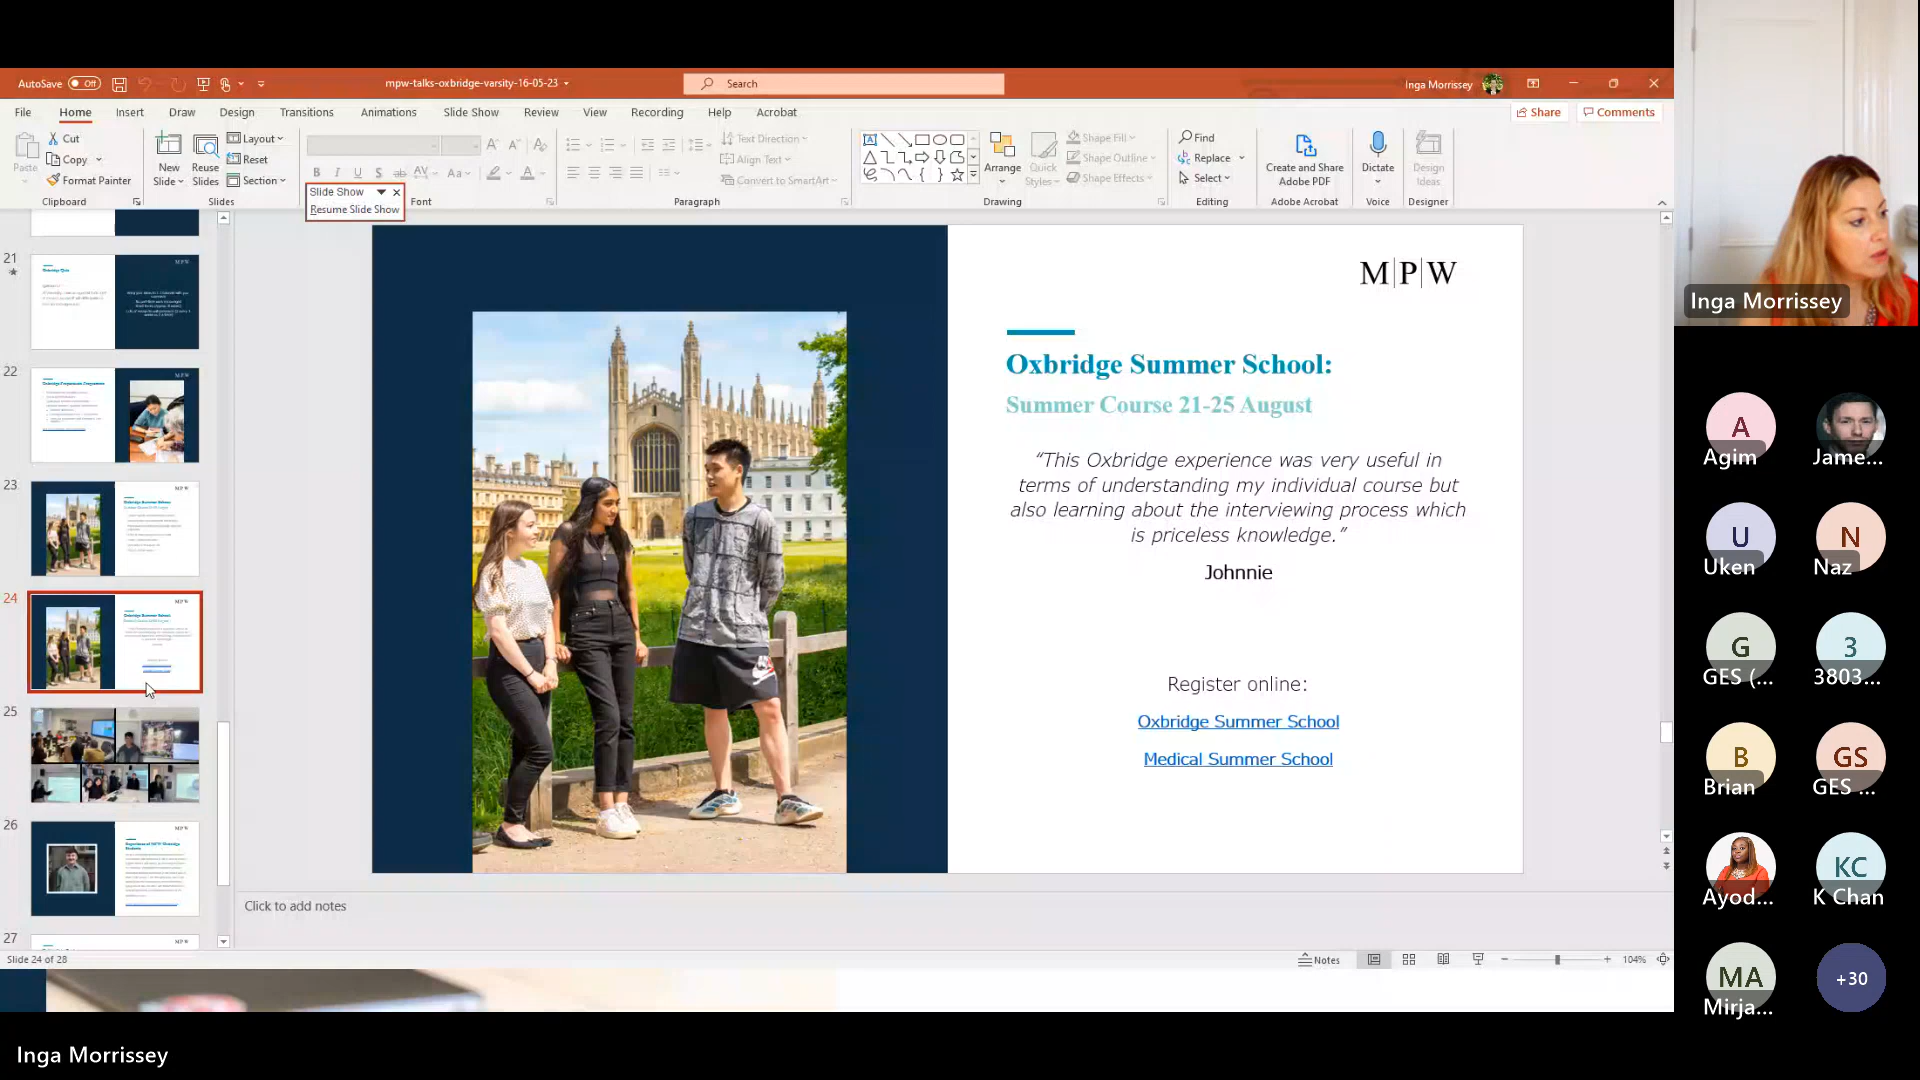 AutoSave Off
mpw-talks-oxbridge-varsity-16-05-23
Search
Inga Morrissey
File Home Insert Draw Design Transitions Animations Slide Show Review View Recording Help Acrobat
Share Comments
Paste
Cut
Copy
Format Painter
Clipboard
New Slide
Reuse Slides
Layout
Reset
Section
Slides
Slide Show
Resume Slide Show
Font
Text Direction
Align Text
Convert to SmartArt
Paragraph
Arrange
Quick Styles
Shape Fill
Shape Outline
Shape Effects
Drawing
Find
Replace
Select
Editing
Create and Share Adobe PDF
Adobe Acrobat
Dictate
Voice
Design Ideas
Designer
21
22
23
24
25
26
27
M|P|W
Oxbridge Summer School:
Summer Course 21-25 August
“This Oxbridge experience was very useful in
terms of understanding my individual course but
also learning about the interviewing process which
is priceless knowledge.”
Johnnie
Register online:
Oxbridge Summer School
Medical Summer School
Click to add notes
Slide 24 of 28
Notes
104%
Inga Morrissey
A
Agim
Jame...
U
Uken
N
Naz
G
GES (...
3
3803...
B
Brian
GS
GES ...
Ayod...
KC
K Chan
MA
Mirja...
+30
Inga Morrissey